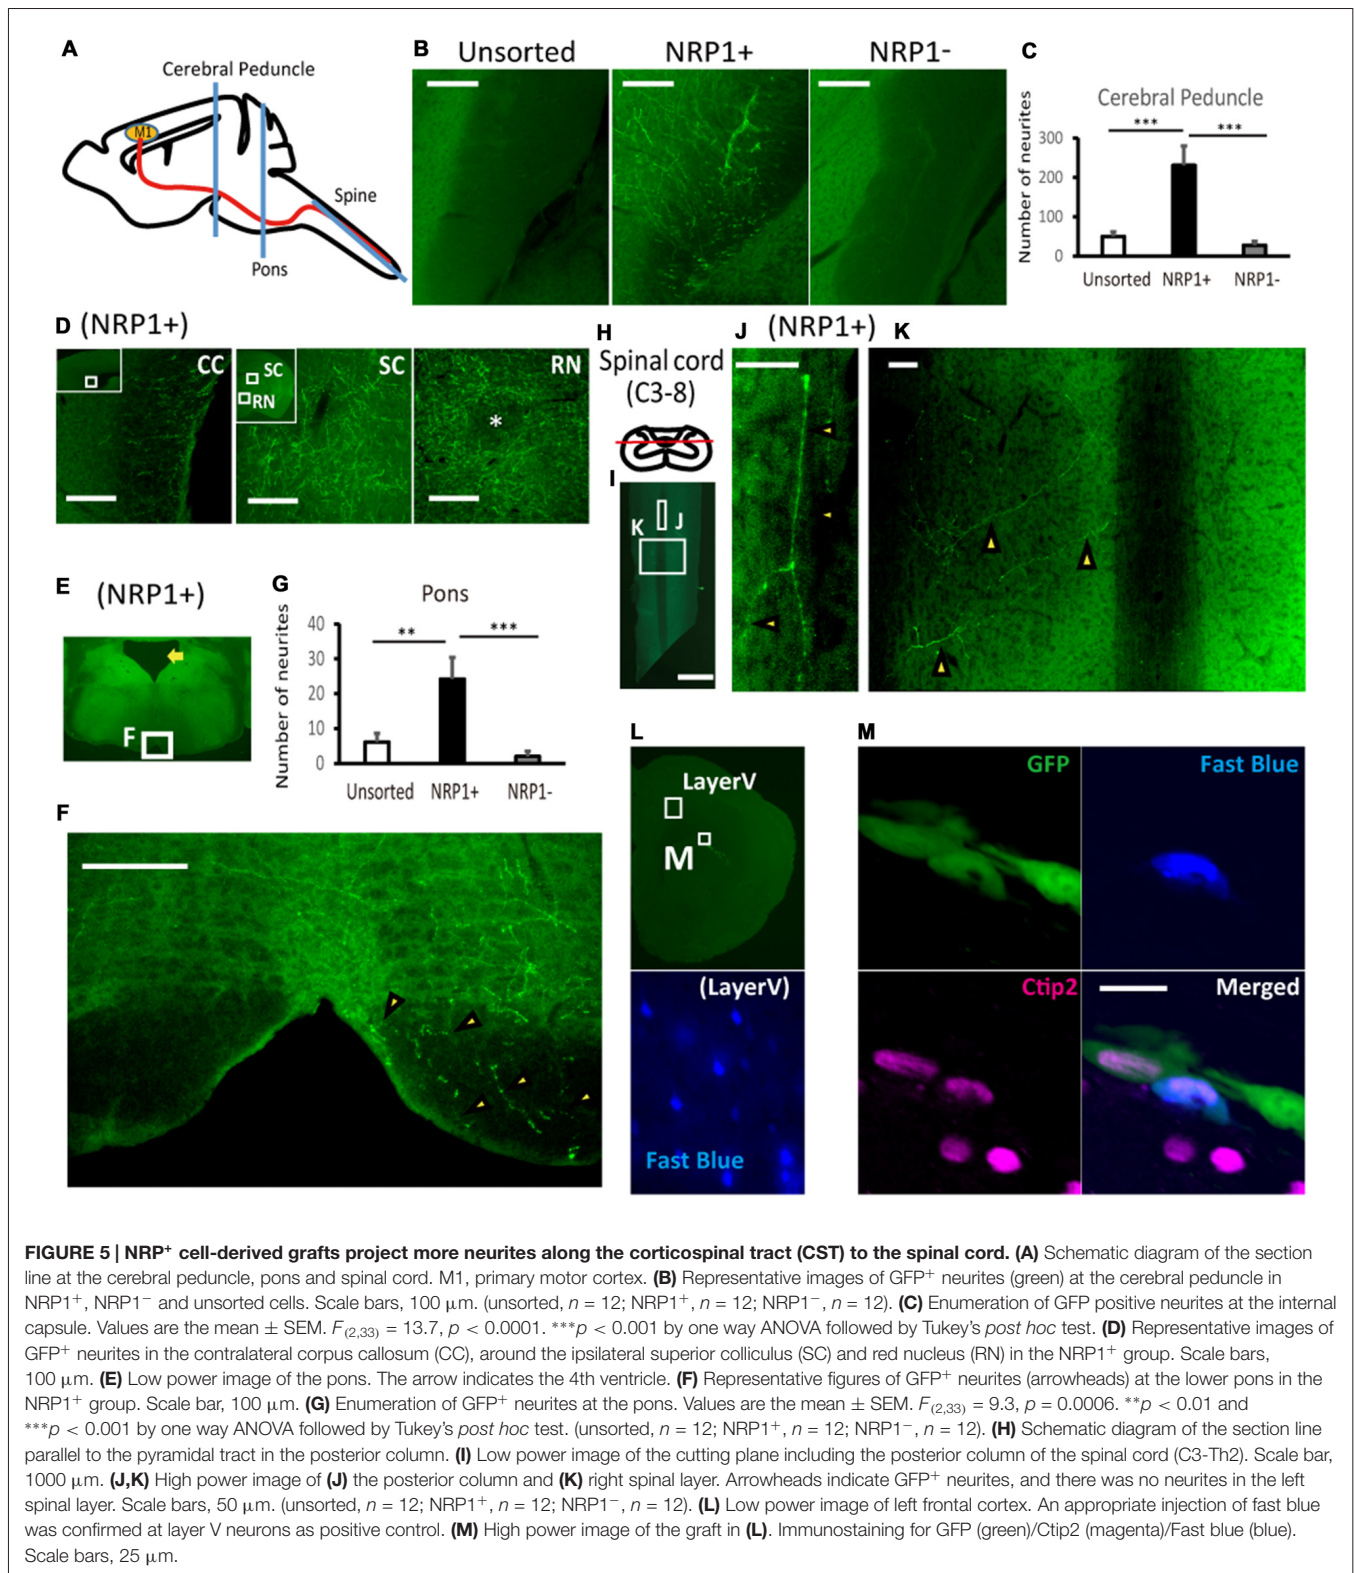 A
Cerebral Peduncle
M1
Spine
Pons
B
Unsorted
NRP1+
NRP1-
C
Cerebral Peduncle
Number of neurites
300
200
100
0
***
***
Unsorted
NRP1+
NRP1-
D (NRP1+)
CC
SC
RN
SC
RN
*
H
Spinal cord
(C3-8)
I
K
J
J (NRP1+) K
E (NRP1+)
F
G
Pons
Number of neurites
40
30
20
10
0
**
***
Unsorted
NRP1+
NRP1-
F
L
LayerV
M
(LayerV)
Fast Blue
M
GFP
Fast Blue
Ctip2
Merged
FIGURE 5 | NRP⁺ cell-derived grafts project more neurites along the corticospinal tract (CST) to the spinal cord. (A) Schematic diagram of the section
line at the cerebral peduncle, pons and spinal cord. M1, primary motor cortex. (B) Representative images of GFP⁺ neurites (green) at the cerebral peduncle in
NRP1⁺, NRP1⁻ and unsorted cells. Scale bars, 100 μm. (unsorted, n = 12; NRP1⁺, n = 12; NRP1⁻, n = 12). (C) Enumeration of GFP positive neurites at the internal
capsule. Values are the mean ± SEM. F(2,33) = 13.7, p < 0.0001. ***p < 0.001 by one way ANOVA followed by Tukey's post hoc test. (D) Representative images of
GFP⁺ neurites in the contralateral corpus callosum (CC), around the ipsilateral superior colliculus (SC) and red nucleus (RN) in the NRP1⁺ group. Scale bars,
100 μm. (E) Low power image of the pons. The arrow indicates the 4th ventricle. (F) Representative figures of GFP⁺ neurites (arrowheads) at the lower pons in the
NRP1⁺ group. Scale bar, 100 μm. (G) Enumeration of GFP⁺ neurites at the pons. Values are the mean ± SEM. F(2,33) = 9.3, p = 0.0006. **p < 0.01 and
***p < 0.001 by one way ANOVA followed by Tukey's post hoc test. (unsorted, n = 12; NRP1⁺, n = 12; NRP1⁻, n = 12). (H) Schematic diagram of the section line
parallel to the pyramidal tract in the posterior column. (I) Low power image of the cutting plane including the posterior column of the spinal cord (C3-Th2). Scale bar,
1000 μm. (J,K) High power image of (J) the posterior column and (K) right spinal layer. Arrowheads indicate GFP⁺ neurites, and there was no neurites in the left
spinal layer. Scale bars, 50 μm. (unsorted, n = 12; NRP1⁺, n = 12; NRP1⁻, n = 12). (L) Low power image of left frontal cortex. An appropriate injection of fast blue
was confirmed at layer V neurons as positive control. (M) High power image of the graft in (L). Immunostaining for GFP (green)/Ctip2 (magenta)/Fast blue (blue).
Scale bars, 25 μm.